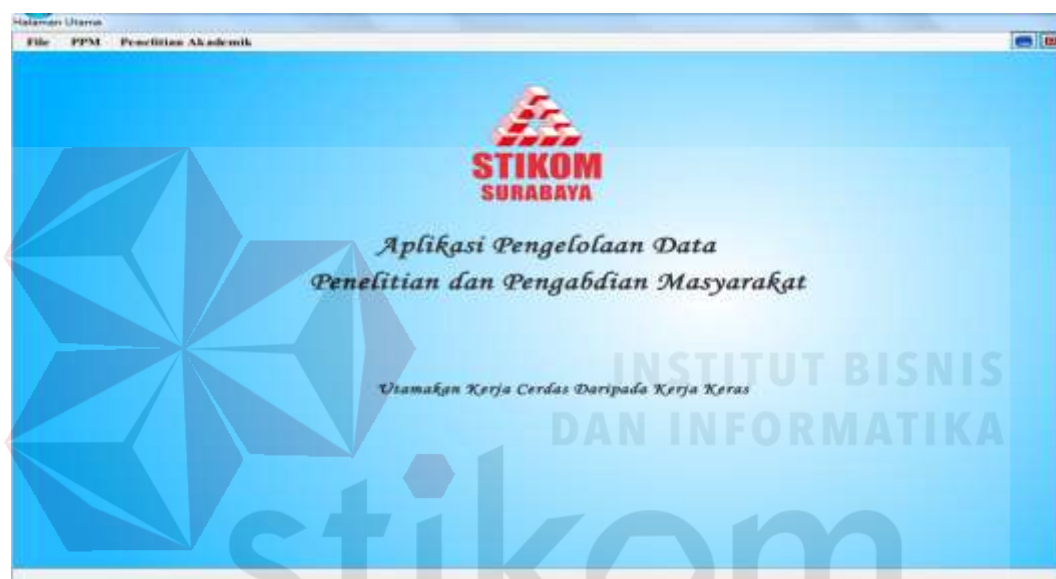 Halaman Utama
File PPM Penelitian Akademik
STIKOM
SURABAYA
Aplikasi Pengelolaan Data
Penelitian dan Pengabdian Masyarakat
INSTITUT BISNIS
Utamakan Kerja Cerdas Daripada Kerja Keras
DAN INFORMATIKA
stikom